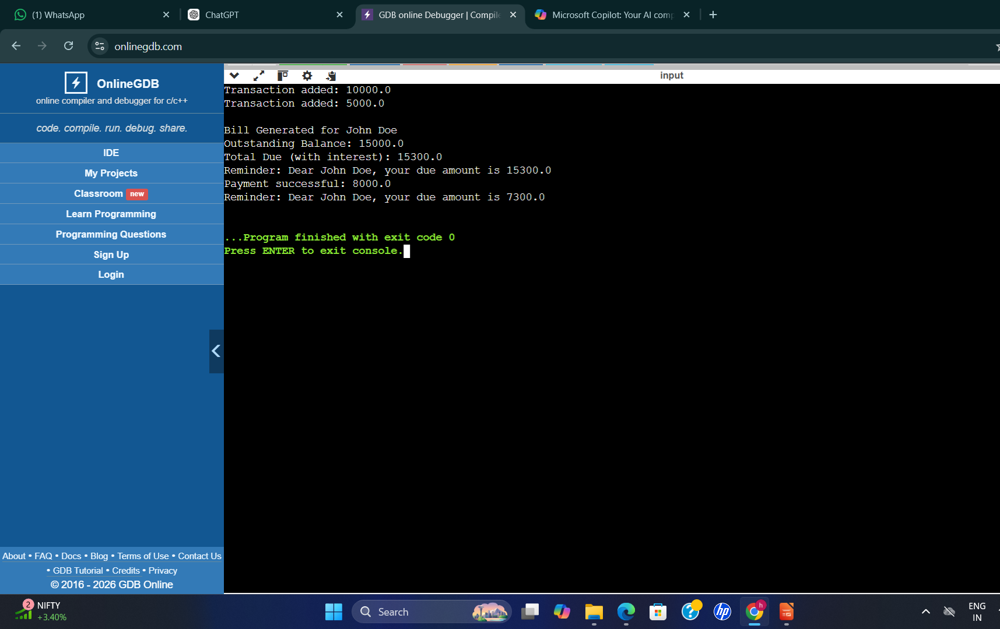 (1) WhatsApp
ChatGPT
GDB online Debugger | Compile
Microsoft Copilot: Your AI comp
onlinegdb.com
OnlineGDB
online compiler and debugger for c/c++
code. compile. run. debug. share.
IDE
My Projects
Classroom new
Learn Programming
Programming Questions
Sign Up
Login
About • FAQ • Docs • Blog • Terms of Use • Contact Us
• GDB Tutorial • Credits • Privacy
© 2016 - 2026 GDB Online
input
Transaction added: 10000.0
Transaction added: 5000.0
Bill Generated for John Doe
Outstanding Balance: 15000.0
Total Due (with interest): 15300.0
Reminder: Dear John Doe, your due amount is 15300.0
Payment successful: 8000.0
Reminder: Dear John Doe, your due amount is 7300.0
...Program finished with exit code 0
Press ENTER to exit console.
2
NIFTY
+3.40%
Search
hp
h
ENG
IN